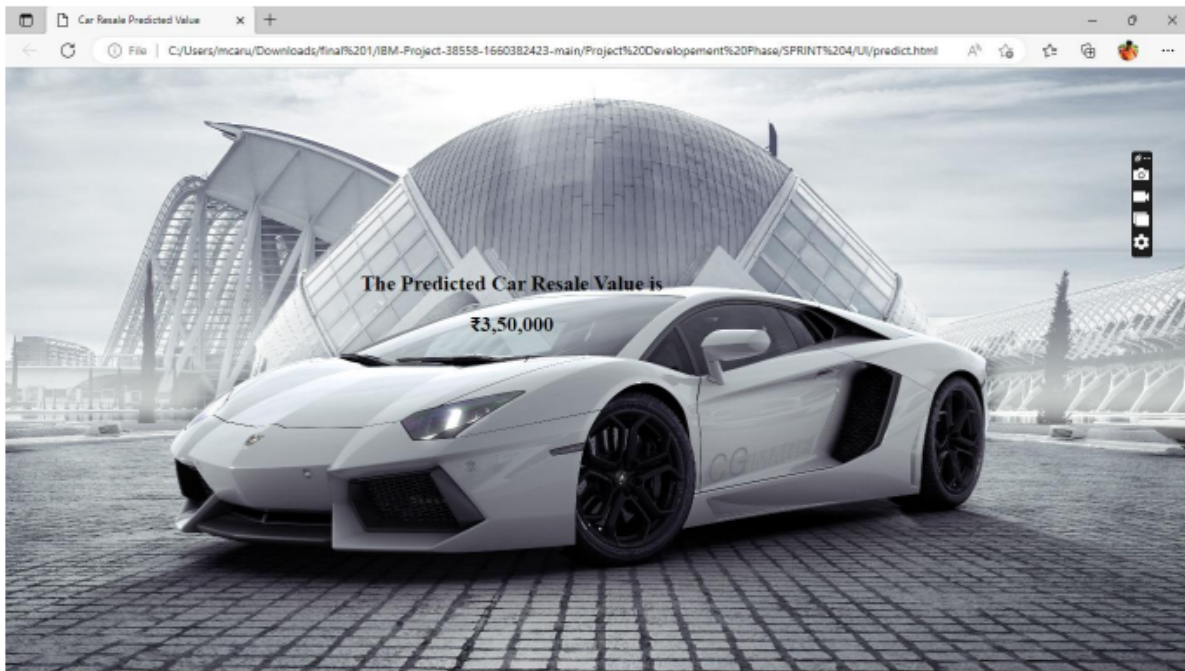 Car Resale Predicted Value
File | C:/Users/mcaru/Downloads/final%201/IBM-Project-38558-1660382423-main/Project%20Developement%20Phase/SPRINT%204/UI/predict.html
The Predicted Car Resale Value is
₹3,50,000
CG